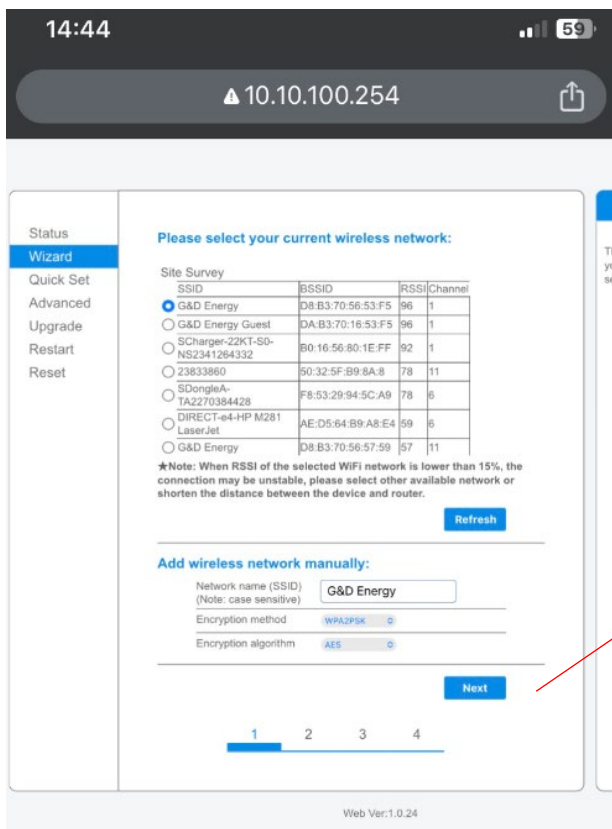 14:44
59
10.10.100.254
Status
Wizard
Quick Set
Advanced
Upgrade
Restart
Reset
Please select your current wireless network:
Site Survey
SSID BSSID RSSI Channel
G&D Energy D8:B3:70:56:53:F5 96 1
G&D Energy Guest DA:B3:70:16:53:F5 96 1
SCharger-22KT-S0-
NS2341264332 B0:16:56:80:1E:FF 92 1
23833860 50:32:5F:B9:8A:8 78 11
SDongleA-
TA2270384428 F8:53:29:94:5C:A9 78 6
DIRECT-e4-HP M281
LaserJet AE:D5:64:B9:A8:E4 59 6
G&D Energy D8:B3:70:56:57:59 57 11
★Note: When RSSI of the selected WiFi network is lower than 15%, the
connection may be unstable, please select other available network or
shorten the distance between the device and router.
Refresh
Add wireless network manually:
Network name (SSID)
(Note: case sensitive) G&D Energy
Encryption method WPA2PSK
Encryption algorithm AES
Next
1 2 3 4
Web Ver:1.0.24